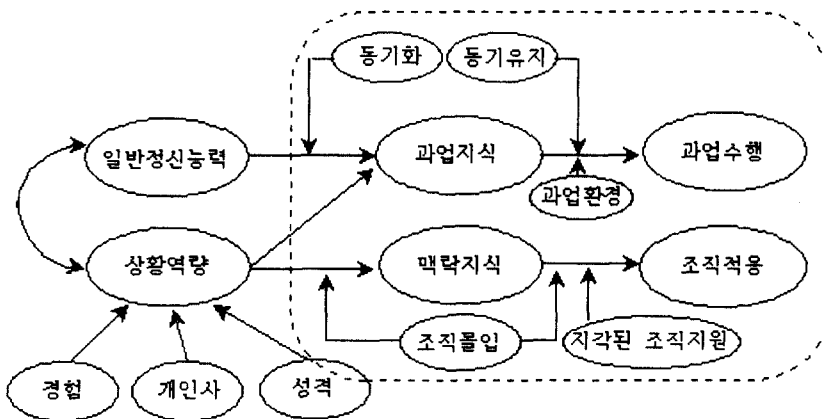 동기화 동기유지
일반정신능력 과업지식 과업수행
과업환경
상황역량 맥락지식 조직적응
조직몰입 지각된 조직지원
경험 개인사 성격